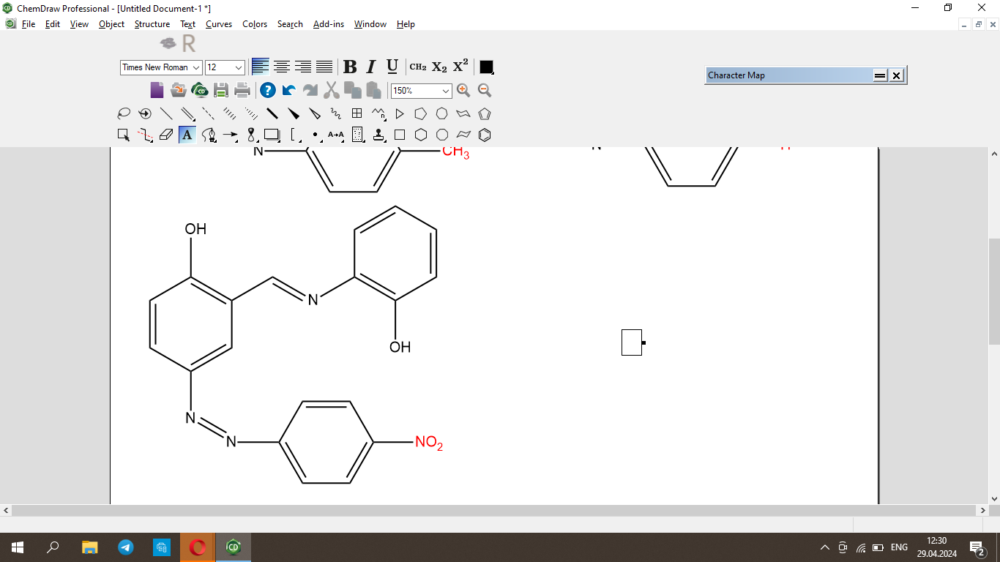 ChemDraw Professional - [Untitled Document-1 *]
File Edit View Object Structure Text Curves Colors Search Add-ins Window Help
R
Times New Roman 12 B I U CH2 X2 X2
CD ? 150%
Character Map
n
A A→A
N CH3
OH
N
OH
N
N NO2
CD ENG 12:30
29.04.2024 2